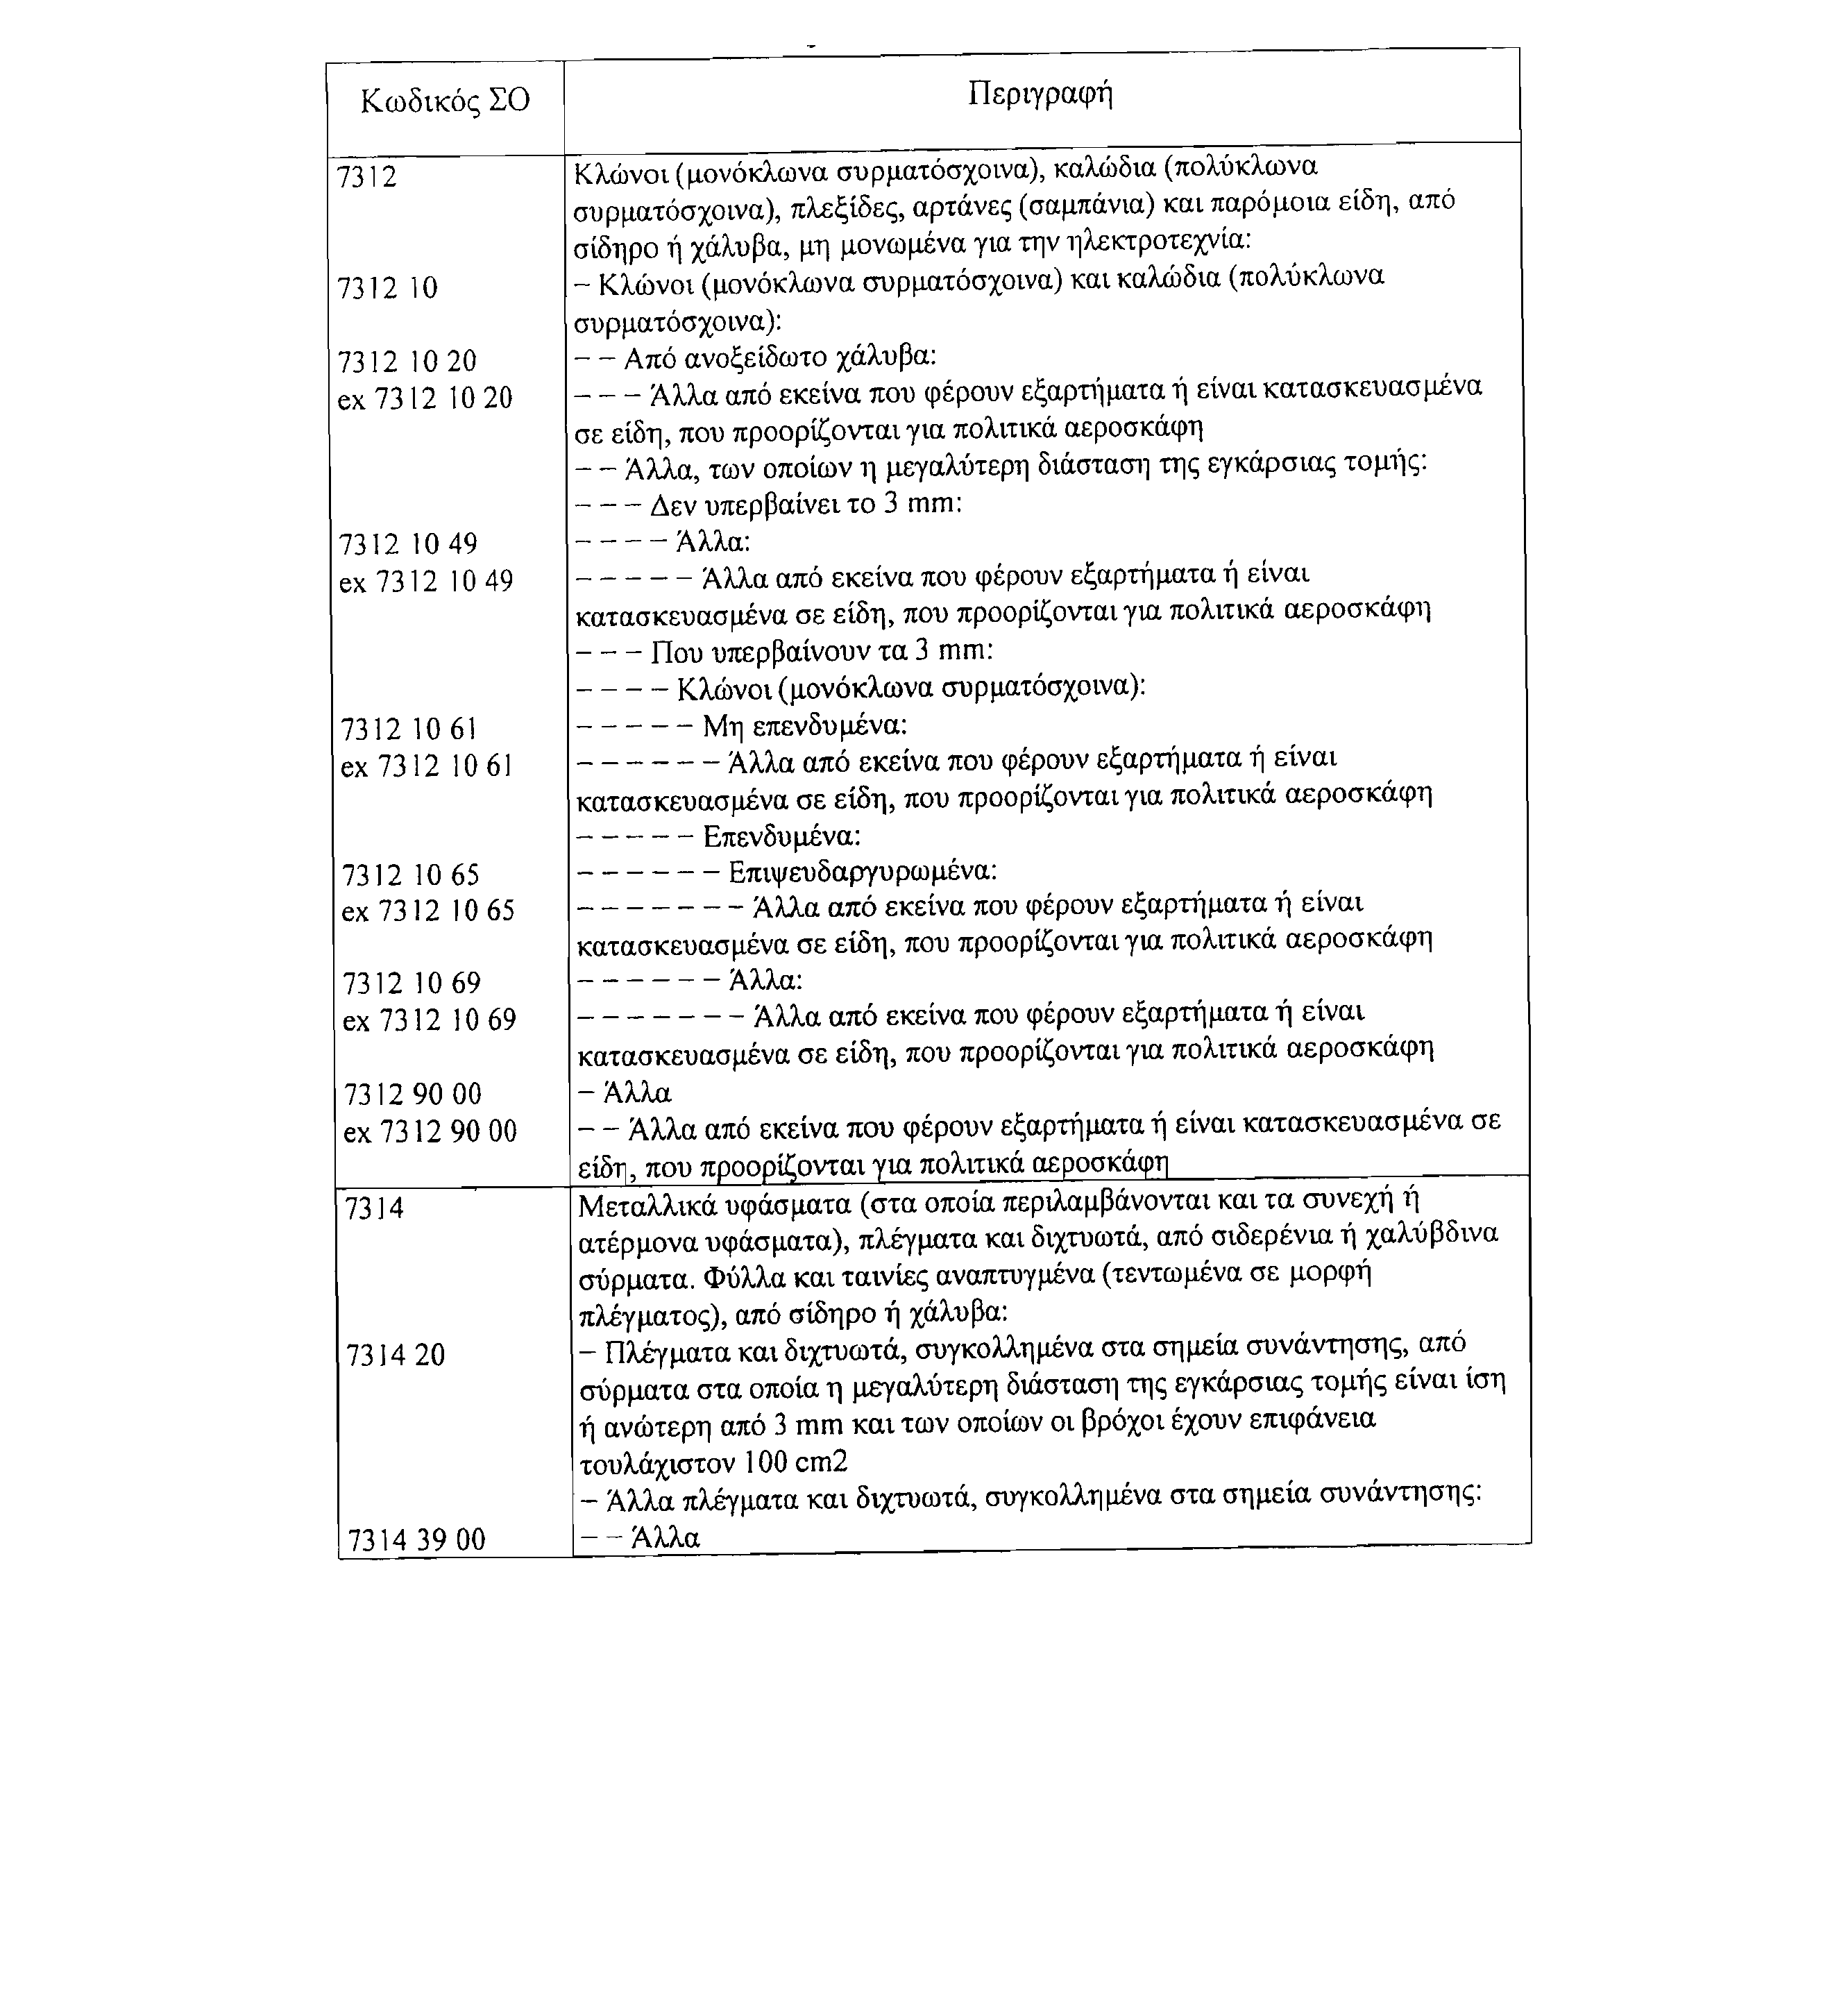 Κωδικός ΣΟ Περιγραφή
7312 Κλώνοι (μονόκλωνα συρματόσχοινα), καλώδια (πολύκλωνα
συρματόσχοινα), πλεξίδες, αρτάνες (σαμπάνια) και παρόμοια είδη, από
σίδηρο ή χάλυβα, μη μονωμένα για την ηλεκτροτεχνία:
7312 10 – Κλώνοι (μονόκλωνα συρματόσχοινα) και καλώδια (πολύκλωνα
συρματόσχοινα):
7312 10 20 – – Από ανοξείδωτο χάλυβα:
ex 7312 10 20 – – – Άλλα από εκείνα που φέρουν εξαρτήματα ή είναι κατασκευασμένα
σε είδη, που προορίζονται για πολιτικά αεροσκάφη
– – Άλλα, των οποίων η μεγαλύτερη διάσταση της εγκάρσιας τομής:
– – – Δεν υπερβαίνει το 3 mm:
7312 10 49 – – – – Άλλα:
ex 7312 10 49 – – – – – Άλλα από εκείνα που φέρουν εξαρτήματα ή είναι
κατασκευασμένα σε είδη, που προορίζονται για πολιτικά αεροσκάφη
– – – Που υπερβαίνουν τα 3 mm:
– – – – Κλώνοι (μονόκλωνα συρματόσχοινα):
7312 10 61 – – – – – Μη επενδυμένα:
ex 7312 10 61 – – – – – – Άλλα από εκείνα που φέρουν εξαρτήματα ή είναι
κατασκευασμένα σε είδη, που προορίζονται για πολιτικά αεροσκάφη
– – – – – Επενδυμένα:
7312 10 65 – – – – – – Επιψευδαργυρωμένα:
ex 7312 10 65 – – – – – – – Άλλα από εκείνα που φέρουν εξαρτήματα ή είναι
κατασκευασμένα σε είδη, που προορίζονται για πολιτικά αεροσκάφη
7312 10 69 – – – – – – Άλλα:
ex 7312 10 69 – – – – – – – Άλλα από εκείνα που φέρουν εξαρτήματα ή είναι
κατασκευασμένα σε είδη, που προορίζονται για πολιτικά αεροσκάφη
7312 90 00 – Άλλα
ex 7312 90 00 – – Άλλα από εκείνα που φέρουν εξαρτήματα ή είναι κατασκευασμένα σε
είδη, που προορίζονται για πολιτικά αεροσκάφη
7314 Μεταλλικά υφάσματα (στα οποία περιλαμβάνονται και τα συνεχή ή
ατέρμονα υφάσματα), πλέγματα και διχτυωτά, από σιδερένια ή χαλύβδινα
σύρματα. Φύλλα και ταινίες αναπτυγμένα (τεντωμένα σε μορφή
πλέγματος), από σίδηρο ή χάλυβα:
7314 20 – Πλέγματα και διχτυωτά, συγκολλημένα στα σημεία συνάντησης, από
σύρματα στα οποία η μεγαλύτερη διάσταση της εγκάρσιας τομής είναι ίση
ή ανώτερη από 3 mm και των οποίων οι βρόχοι έχουν επιφάνεια
τουλάχιστον 100 cm2
– Άλλα πλέγματα και διχτυωτά, συγκολλημένα στα σημεία συνάντησης:
7314 39 00 – – Άλλα